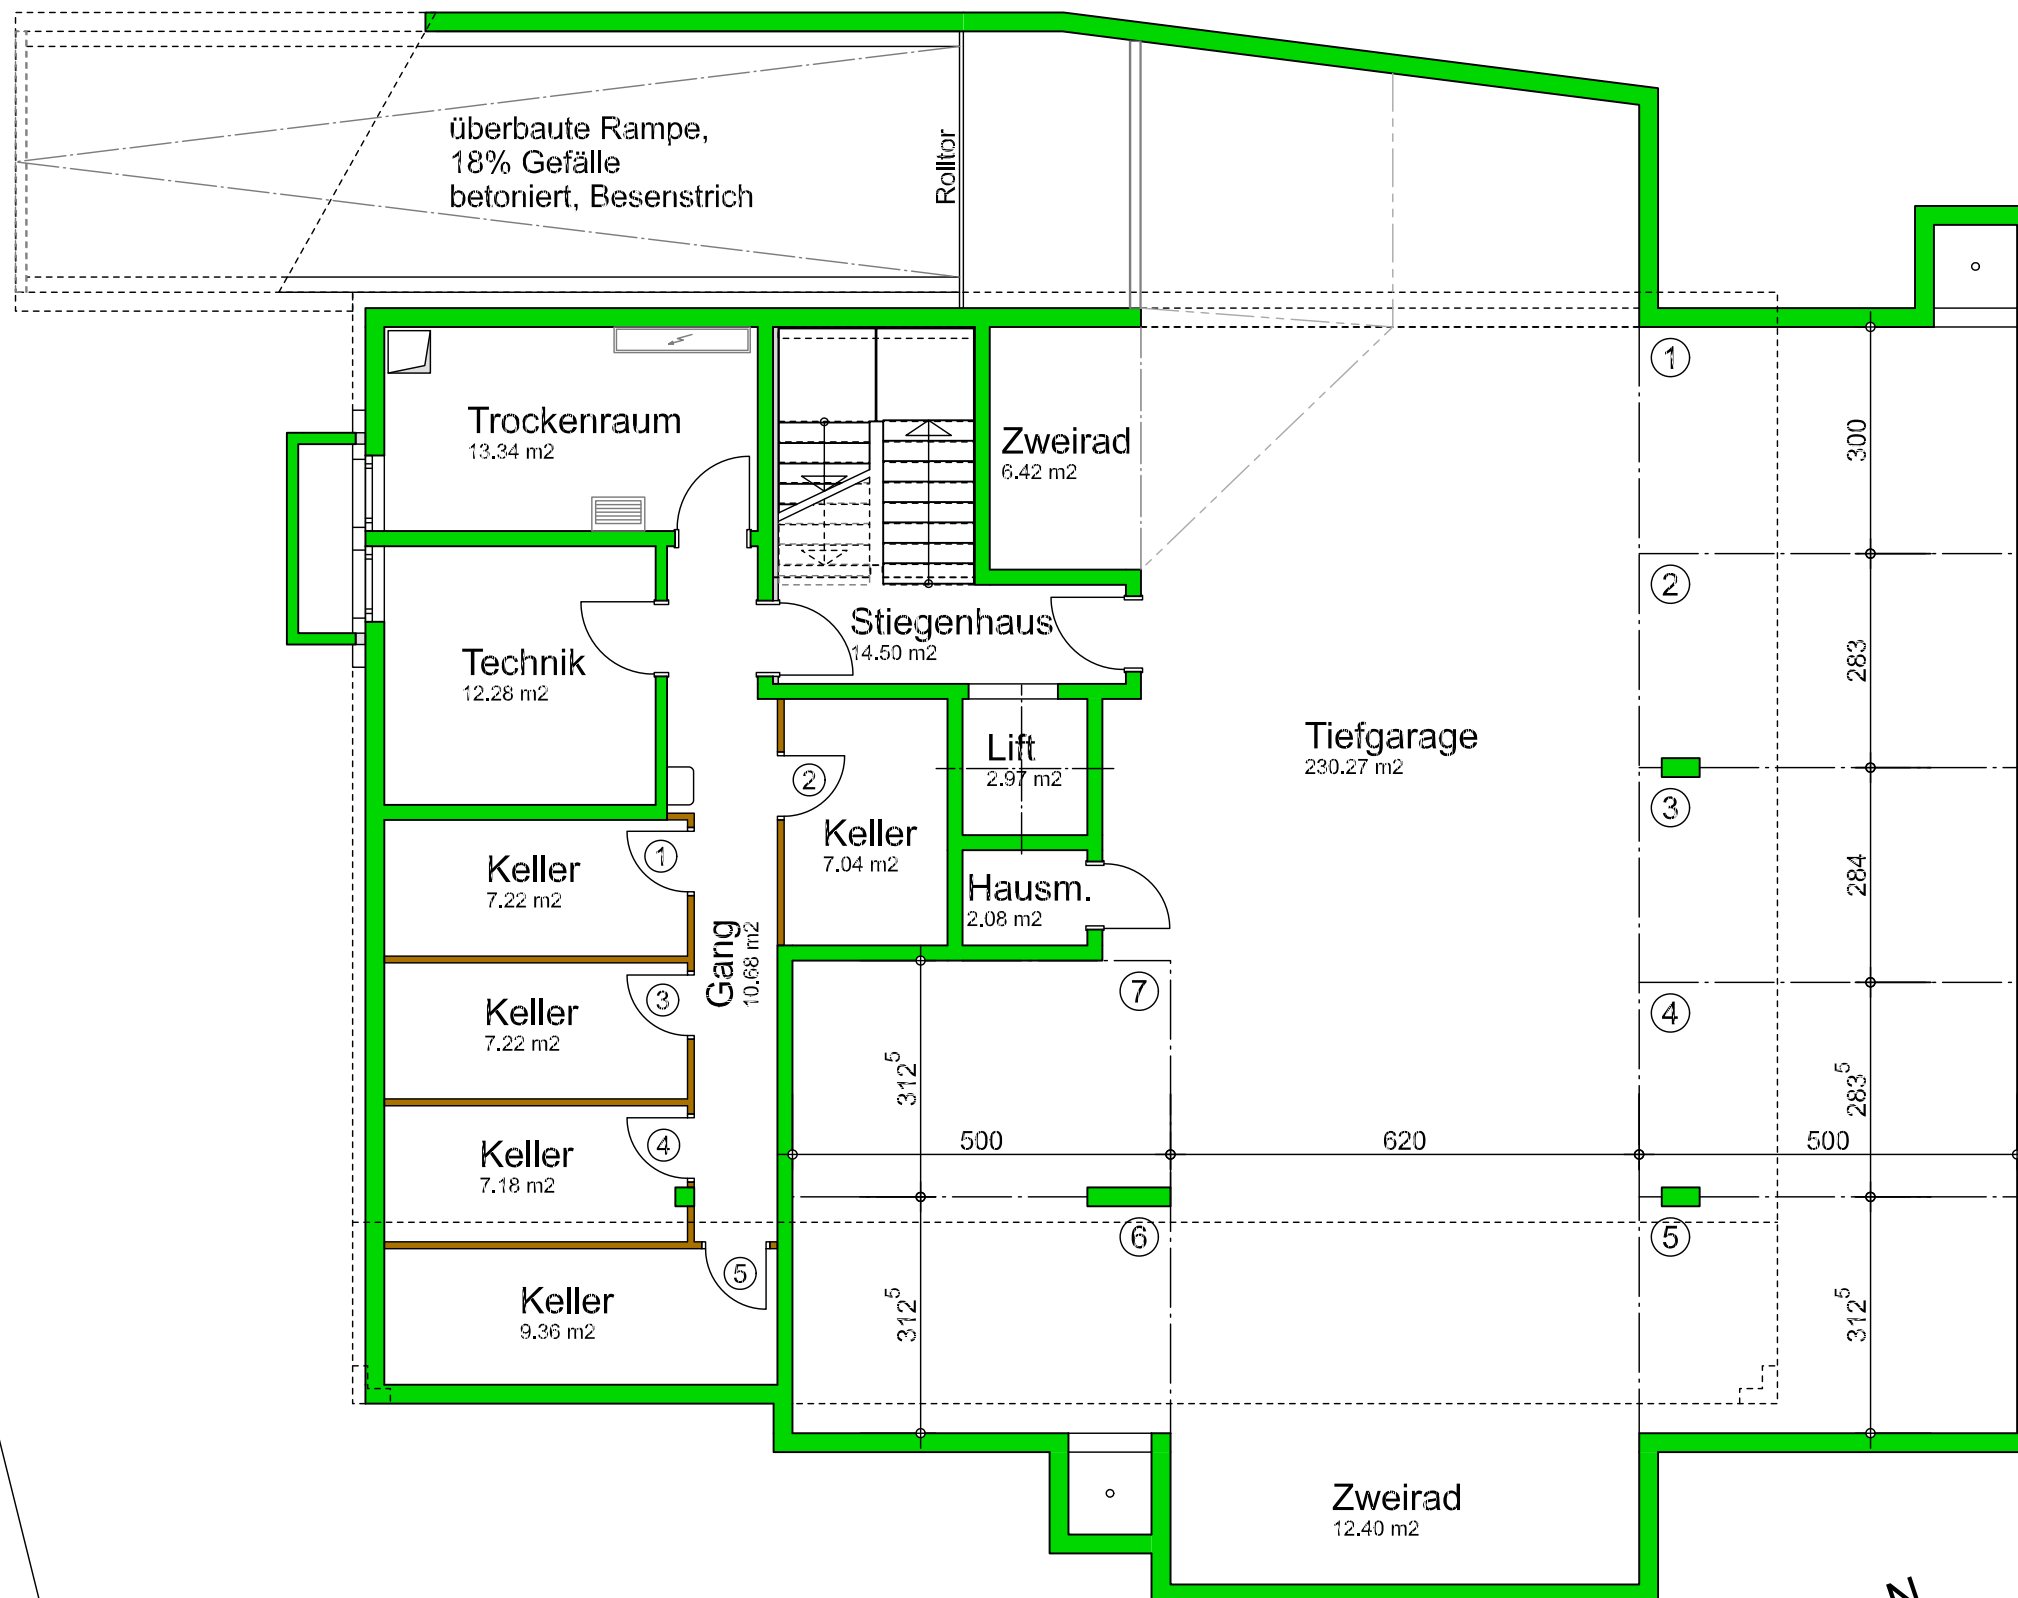 überbaute Rampe,
18% Gefälle
betoniert, Besenstrich
Rolltor
Trockenraum
13.34 m2
Zweirad
6.42 m2
1
300
2
283
Stiegenhaus
14.50 m2
Technik
12.28 m2
Tiefgarage
230.27 m2
Lift
2.97 m2
2
Keller
7.04 m2
3
284
1
Keller
7.22 m2
Hausm.
2.08 m2
Gang
10.68 m2
3
Keller
7.22 m2
7
4
312⁵
283⁵
4
Keller
7.18 m2
500
620
500
6
5
5
Keller
9.36 m2
312⁵
312⁵
Zweirad
12.40 m2
N